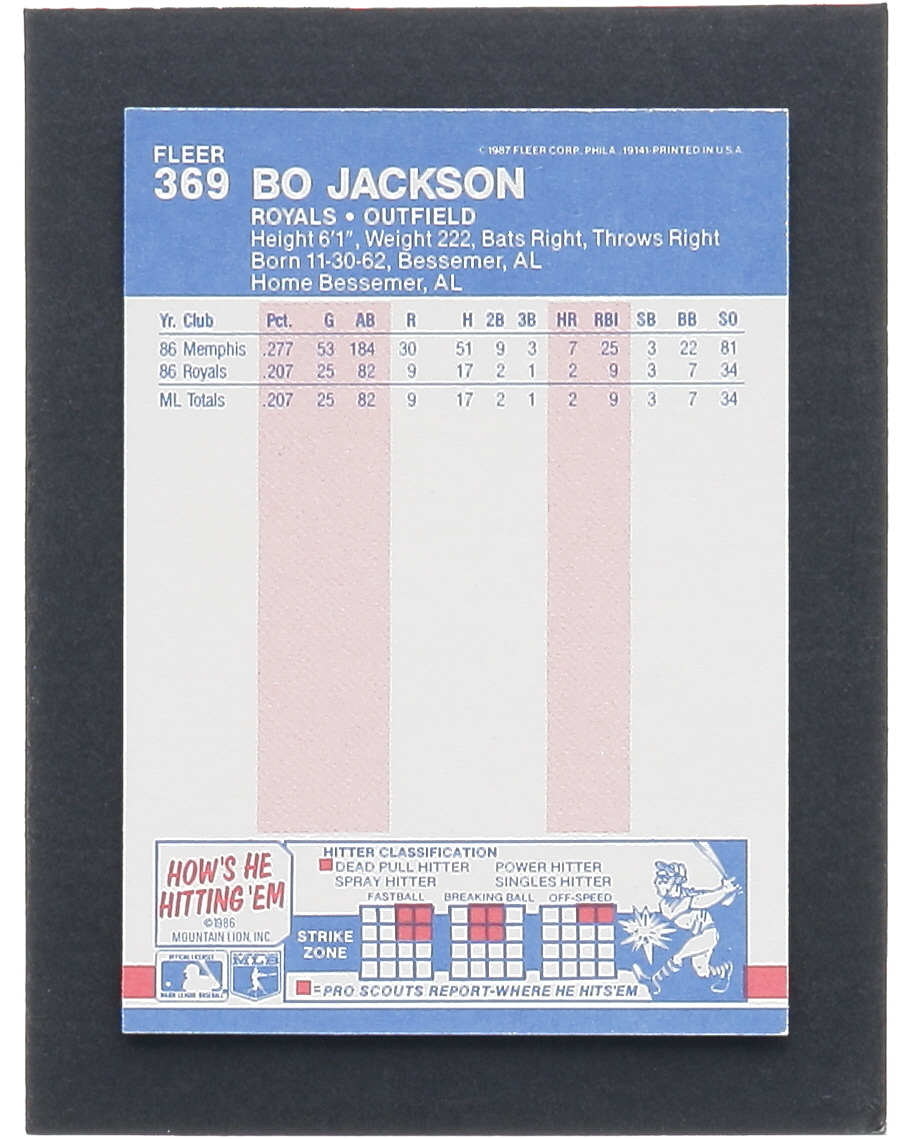 FLEER
© 1987 FLEER CORP., PHILA., 19141-PRINTED IN U.S.A.
369 BO JACKSON
ROYALS • OUTFIELD
Height 6'1", Weight 222, Bats Right, Throws Right
Born 11-30-62, Bessemer, AL
Home Bessemer, AL
Yr. Club Pct. G AB R H 2B 3B HR RBI SB BB SO
86 Memphis .277 53 184 30 51 9 3 7 25 3 22 81
86 Royals .207 25 82 9 17 2 1 2 9 3 7 34
ML Totals .207 25 82 9 17 2 1 2 9 3 7 34
HOW'S HE
HITTING 'EM
©1986
MOUNTAIN LION, INC.
HITTER CLASSIFICATION
DEAD PULL HITTER POWER HITTER
SPRAY HITTER SINGLES HITTER
FASTBALL BREAKING BALL OFF-SPEED
STRIKE
ZONE
OFFICIAL LICENSEE
MAJOR LEAGUE BASEBALL
=PRO SCOUTS REPORT-WHERE HE HITS'EM